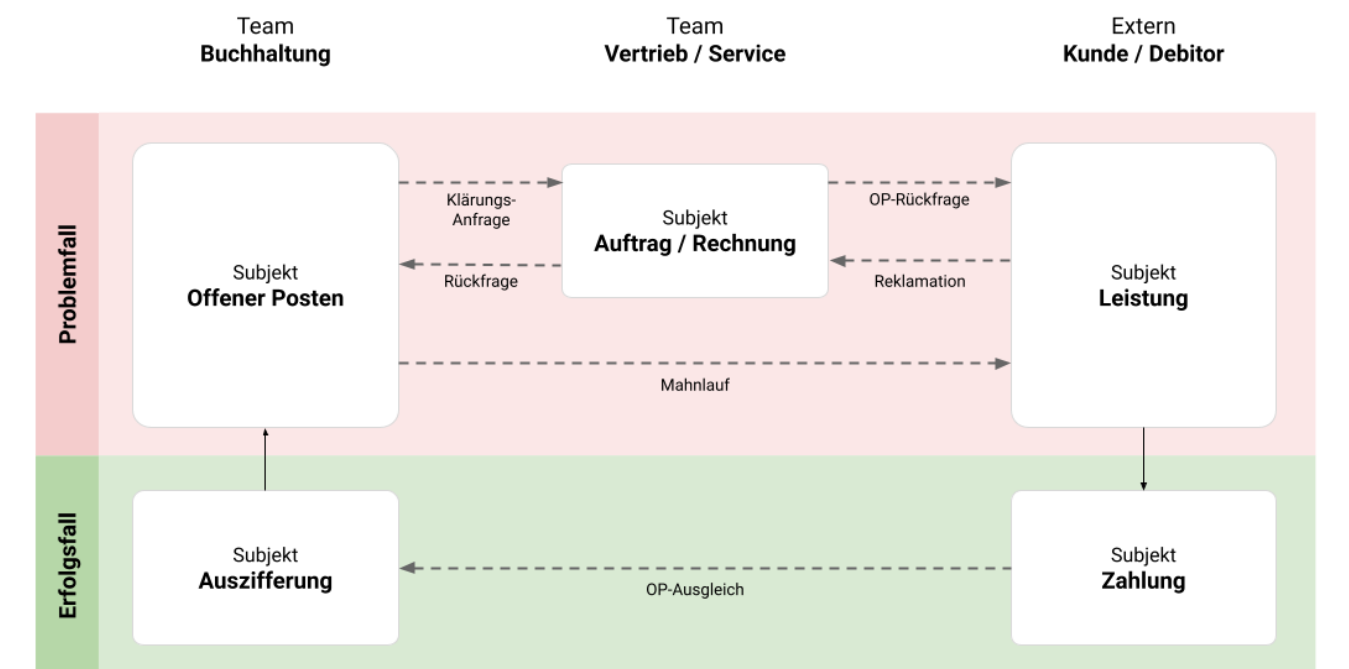 Team
Buchhaltung
Team
Vertrieb / Service
Extern
Kunde / Debitor
Problemfall
Subjekt
Offener Posten
Klärungs-
Anfrage
Rückfrage
Subjekt
Auftrag / Rechnung
OP-Rückfrage
Reklamation
Subjekt
Leistung
Mahnlauf
Erfolgsfall
Subjekt
Auszifferung
OP-Ausgleich
Subjekt
Zahlung